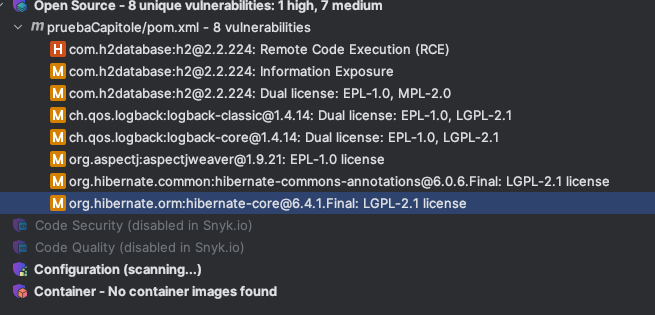 Open Source - 8 unique vulnerabilities: 1 high, 7 medium
m pruebaCapitole/pom.xml - 8 vulnerabilities
H com.h2database:h2@2.2.224: Remote Code Execution (RCE)
M com.h2database:h2@2.2.224: Information Exposure
M com.h2database:h2@2.2.224: Dual license: EPL-1.0, MPL-2.0
M ch.qos.logback:logback-classic@1.4.14: Dual license: EPL-1.0, LGPL-2.1
M ch.qos.logback:logback-core@1.4.14: Dual license: EPL-1.0, LGPL-2.1
M org.aspectj:aspectjweaver@1.9.21: EPL-1.0 license
M org.hibernate.common:hibernate-commons-annotations@6.0.6.Final: LGPL-2.1 license
M org.hibernate.orm:hibernate-core@6.4.1.Final: LGPL-2.1 license
Code Security (disabled in Snyk.io)
Code Quality (disabled in Snyk.io)
Configuration (scanning...)
Container - No container images found